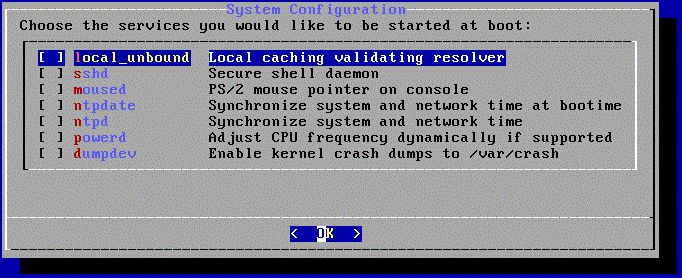 System Configuration
Choose the services you would like to be started at boot:
[ ] local_unbound Local caching validating resolver
[ ] sshd Secure shell daemon
[ ] moused PS/2 mouse pointer on console
[ ] ntpdate Synchronize system and network time at bootime
[ ] ntpd Synchronize system and network time
[ ] powerd Adjust CPU frequency dynamically if supported
[ ] dumpdev Enable kernel crash dumps to /var/crash
< OK >